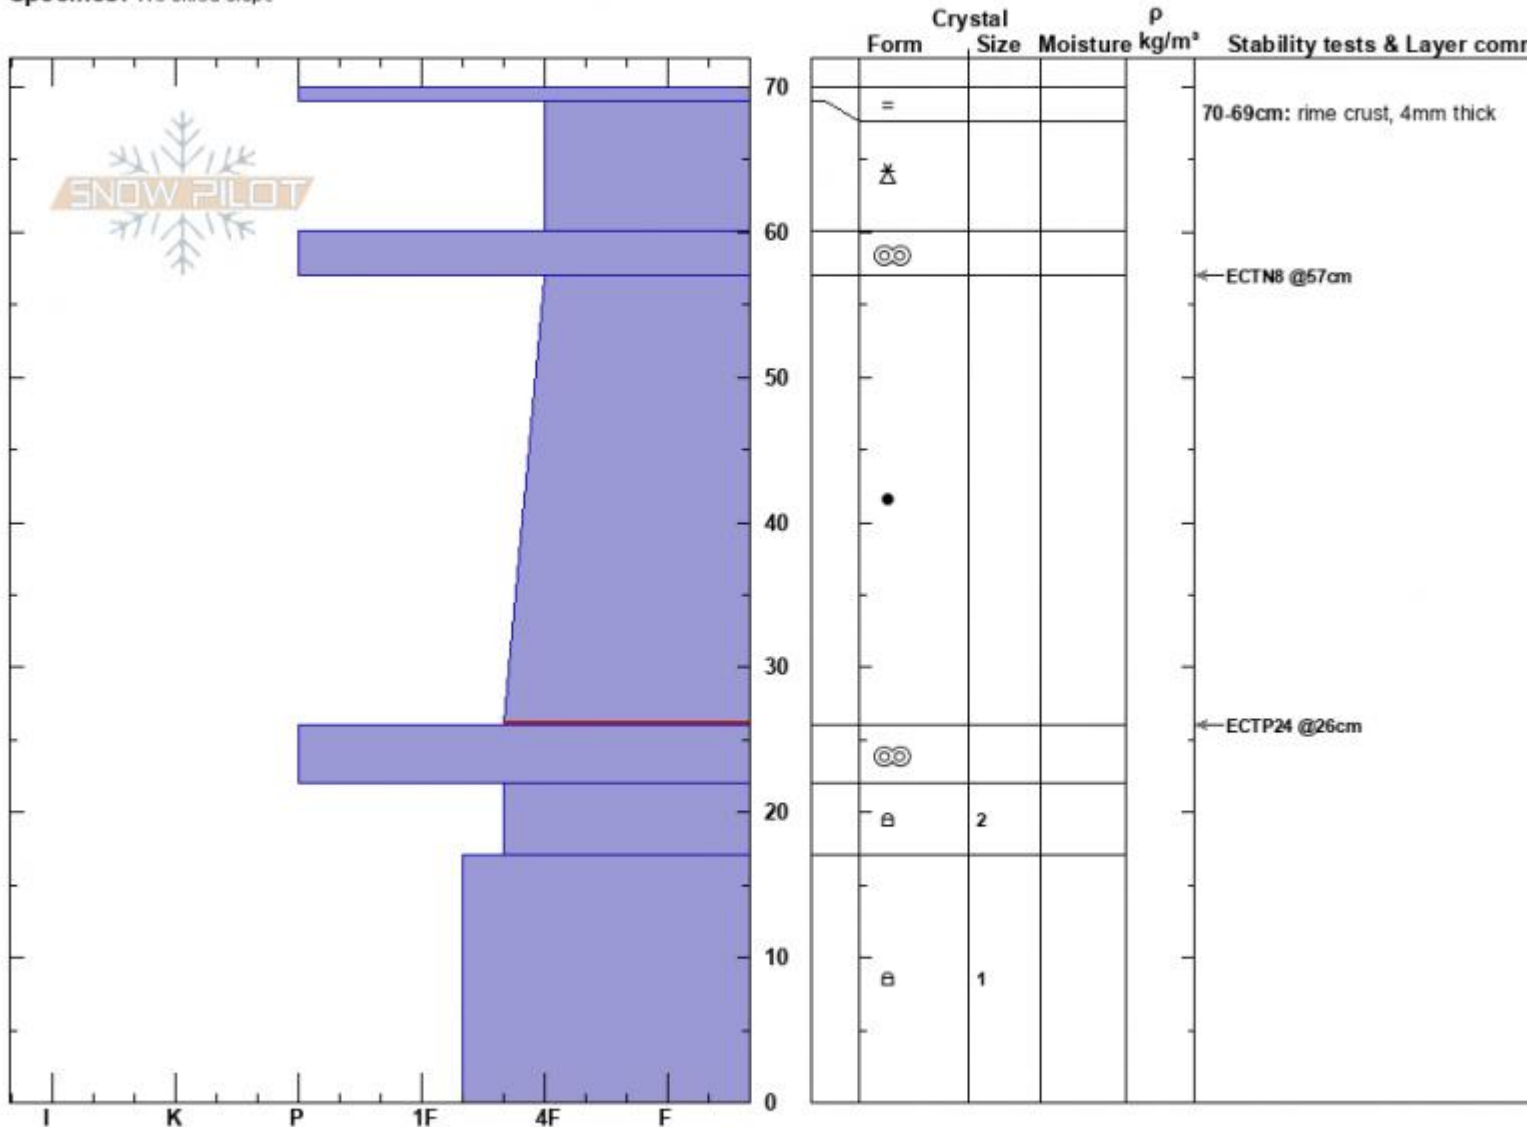 Crystal ρ
Form Size Moisture kg/m³ Stability tests & Layer comm
70
70-69cm: rime crust, 4mm thick
SNOW PILOT
60
ECTN8 @57cm
50
40
30
ECTP24 @26cm
20 2
10 1
0
I K P 1F 4F F